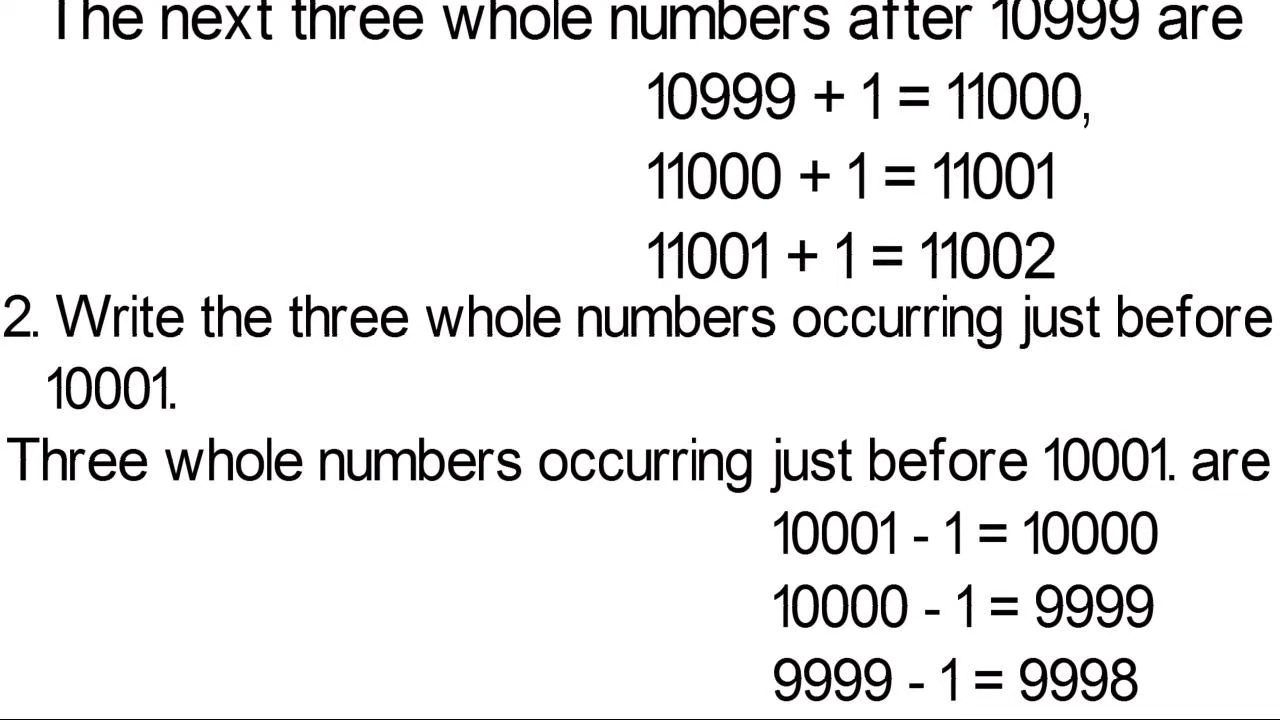 The next three whole numbers after 10999 are
10999 + 1 = 11000,
11000 + 1 = 11001
11001 + 1 = 11002
2. Write the three whole numbers occurring just before
10001.
Three whole numbers occurring just before 10001. are
10001 - 1 = 10000
10000 - 1 = 9999
9999 - 1 = 9998